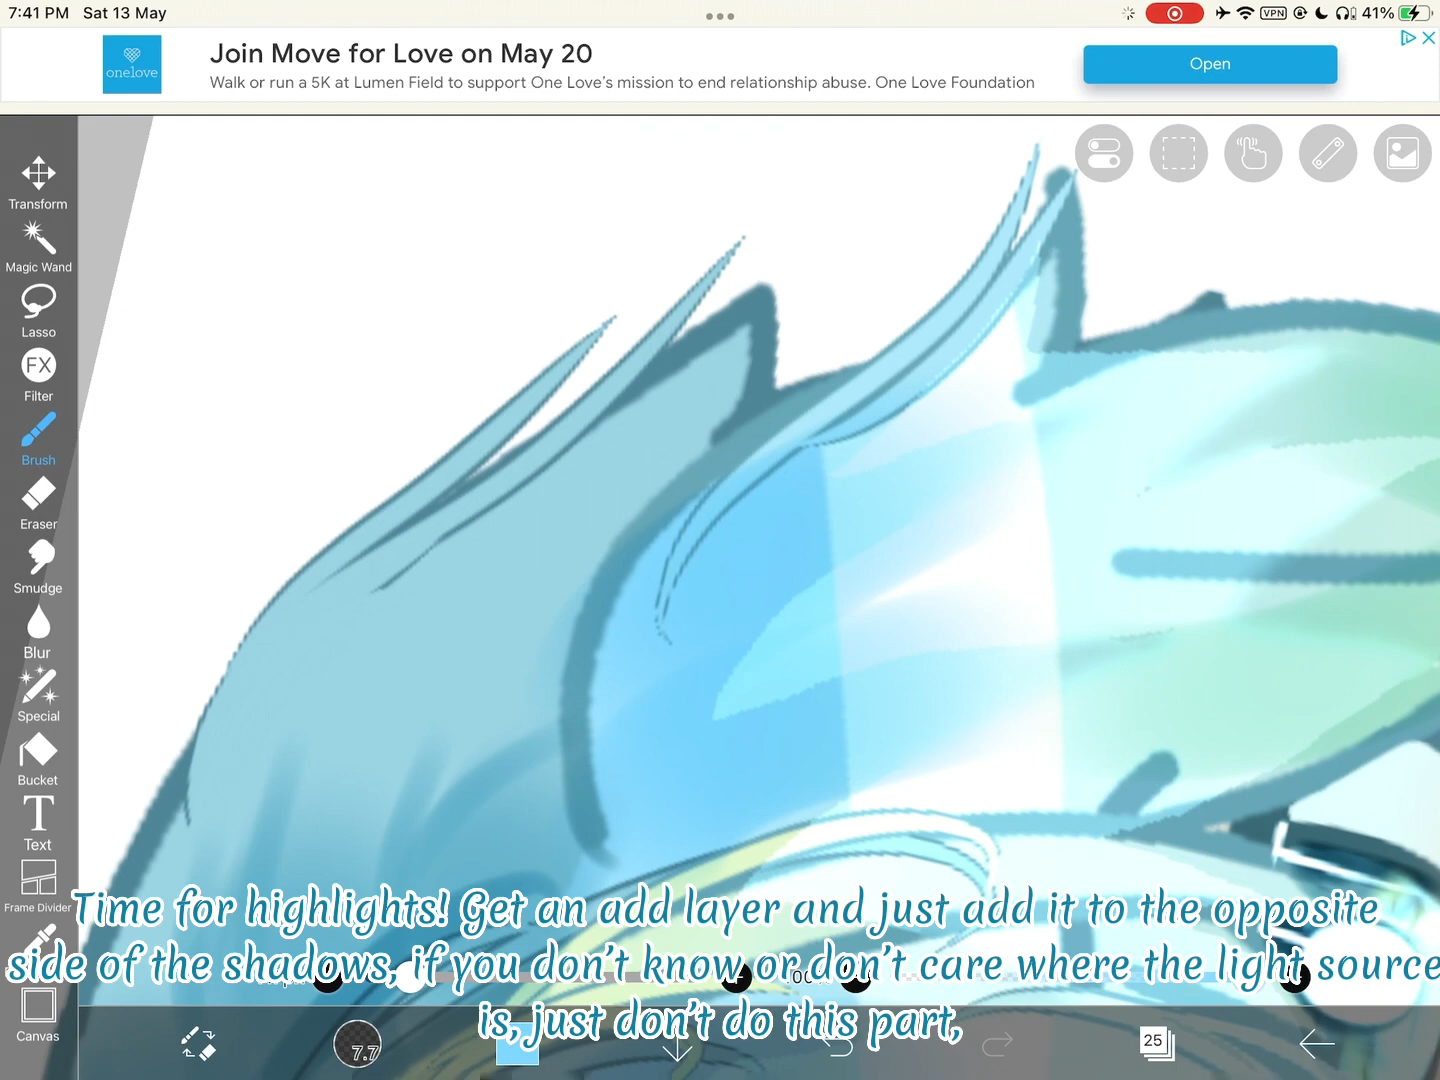 7:41 PM Sat 13 May
VPN
41%
onelove
Join Move for Love on May 20
Walk or run a 5K at Lumen Field to support One Love's mission to end relationship abuse. One Love Foundation
Open
Transform
Magic Wand
Lasso
FX
Filter
Brush
Eraser
Smudge
Blur
Special
Bucket
T
Text
Frame Divider
Canvas
Time for highlights! Get an add layer and just add it to the opposite
side of the shadows, if you don't know or don't care where the light source
is, just don't do this part,
7.7
25